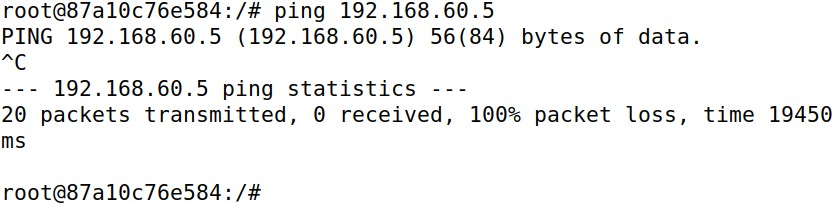 root@87a10c76e584:/# ping 192.168.60.5
PING 192.168.60.5 (192.168.60.5) 56(84) bytes of data.
^C
--- 192.168.60.5 ping statistics ---
20 packets transmitted, 0 received, 100% packet loss, time 19450
ms
root@87a10c76e584:/#